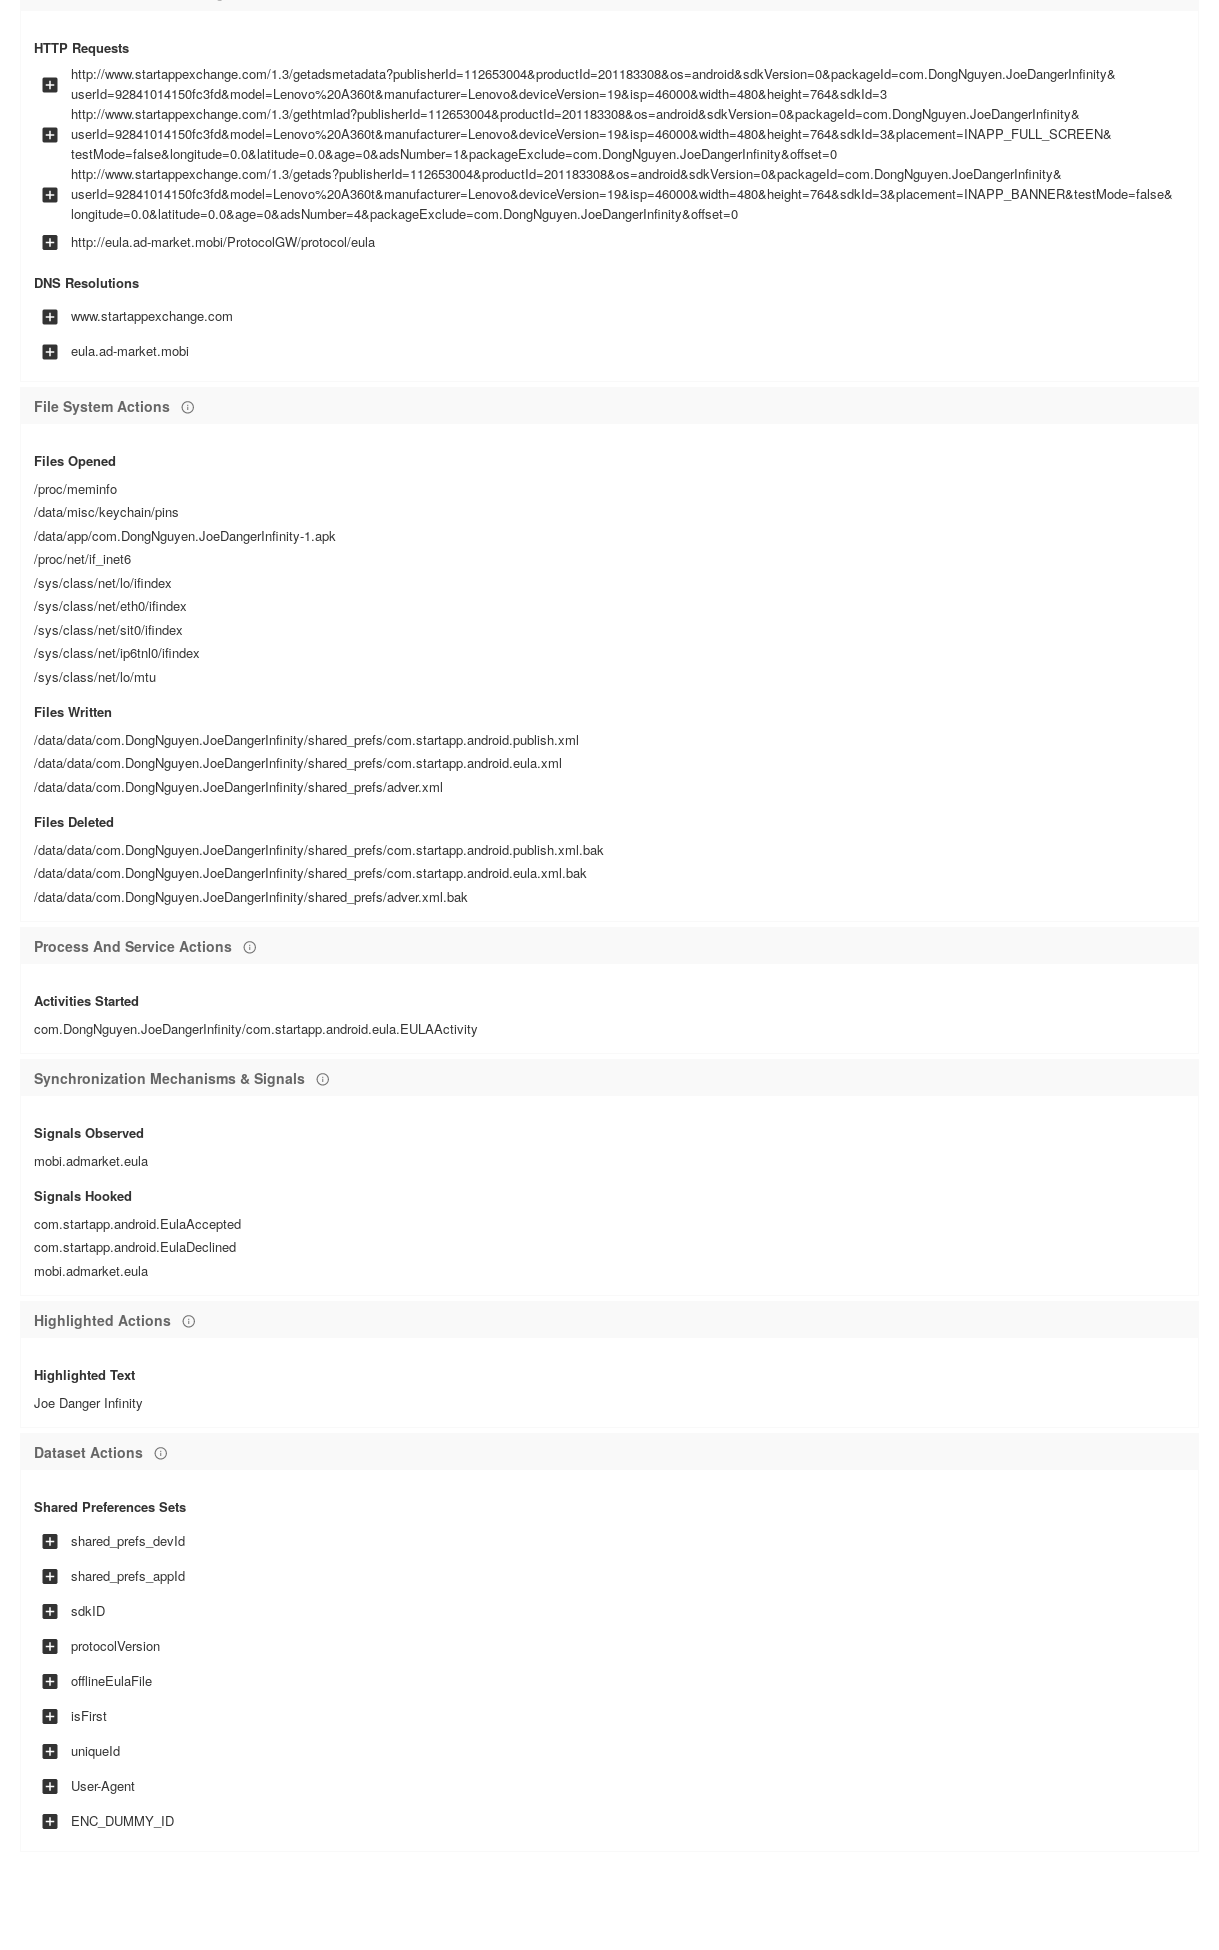 HTTP Requests
http://www.startappexchange.com/1.3/getadsmetadata?publisherId=112653004&productId=201183308&os=android&sdkVersion=0&packageId=com.DongNguyen.JoeDangerInfinity&
userId=92841014150fc3fd&model=Lenovo%20A360t&manufacturer=Lenovo&deviceVersion=19&isp=46000&width=480&height=764&sdkId=3
http://www.startappexchange.com/1.3/gethtmlad?publisherId=112653004&productId=201183308&os=android&sdkVersion=0&packageId=com.DongNguyen.JoeDangerInfinity&
userId=92841014150fc3fd&model=Lenovo%20A360t&manufacturer=Lenovo&deviceVersion=19&isp=46000&width=480&height=764&sdkId=3&placement=INAPP_FULL_SCREEN&
testMode=false&longitude=0.0&latitude=0.0&age=0&adsNumber=1&packageExclude=com.DongNguyen.JoeDangerInfinity&offset=0
http://www.startappexchange.com/1.3/getads?publisherId=112653004&productId=201183308&os=android&sdkVersion=0&packageId=com.DongNguyen.JoeDangerInfinity&
userId=92841014150fc3fd&model=Lenovo%20A360t&manufacturer=Lenovo&deviceVersion=19&isp=46000&width=480&height=764&sdkId=3&placement=INAPP_BANNER&testMode=false&
longitude=0.0&latitude=0.0&age=0&adsNumber=4&packageExclude=com.DongNguyen.JoeDangerInfinity&offset=0
http://eula.ad-market.mobi/ProtocolGW/protocol/eula
DNS Resolutions
www.startappexchange.com
eula.ad-market.mobi
File System Actions
Files Opened
/proc/meminfo
/data/misc/keychain/pins
/data/app/com.DongNguyen.JoeDangerInfinity-1.apk
/proc/net/if_inet6
/sys/class/net/lo/ifindex
/sys/class/net/eth0/ifindex
/sys/class/net/sit0/ifindex
/sys/class/net/ip6tnl0/ifindex
/sys/class/net/lo/mtu
Files Written
/data/data/com.DongNguyen.JoeDangerInfinity/shared_prefs/com.startapp.android.publish.xml
/data/data/com.DongNguyen.JoeDangerInfinity/shared_prefs/com.startapp.android.eula.xml
/data/data/com.DongNguyen.JoeDangerInfinity/shared_prefs/adver.xml
Files Deleted
/data/data/com.DongNguyen.JoeDangerInfinity/shared_prefs/com.startapp.android.publish.xml.bak
/data/data/com.DongNguyen.JoeDangerInfinity/shared_prefs/com.startapp.android.eula.xml.bak
/data/data/com.DongNguyen.JoeDangerInfinity/shared_prefs/adver.xml.bak
Process And Service Actions
Activities Started
com.DongNguyen.JoeDangerInfinity/com.startapp.android.eula.EULAActivity
Synchronization Mechanisms & Signals
Signals Observed
mobi.admarket.eula
Signals Hooked
com.startapp.android.EulaAccepted
com.startapp.android.EulaDeclined
mobi.admarket.eula
Highlighted Actions
Highlighted Text
Joe Danger Infinity
Dataset Actions
Shared Preferences Sets
shared_prefs_devId
shared_prefs_appId
sdkID
protocolVersion
offlineEulaFile
isFirst
uniqueId
User-Agent
ENC_DUMMY_ID